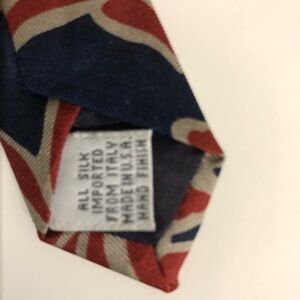 ALL SILK
IMPORTED
FROM ITALY
MADE IN U.S.A.
HAND FINISH